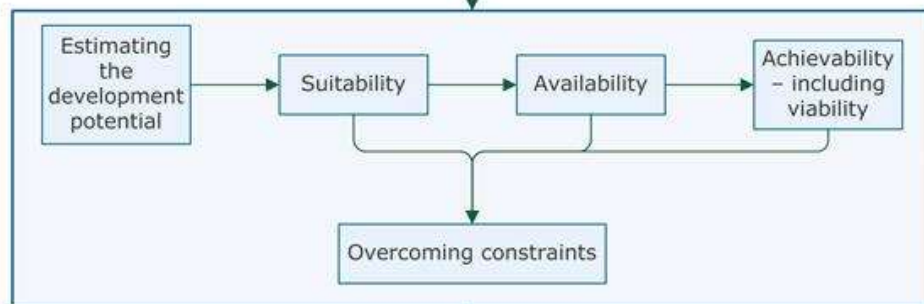 Estimating
the
development
potential
Suitability
Availability
Achievability
– including
viability
Overcoming constraints